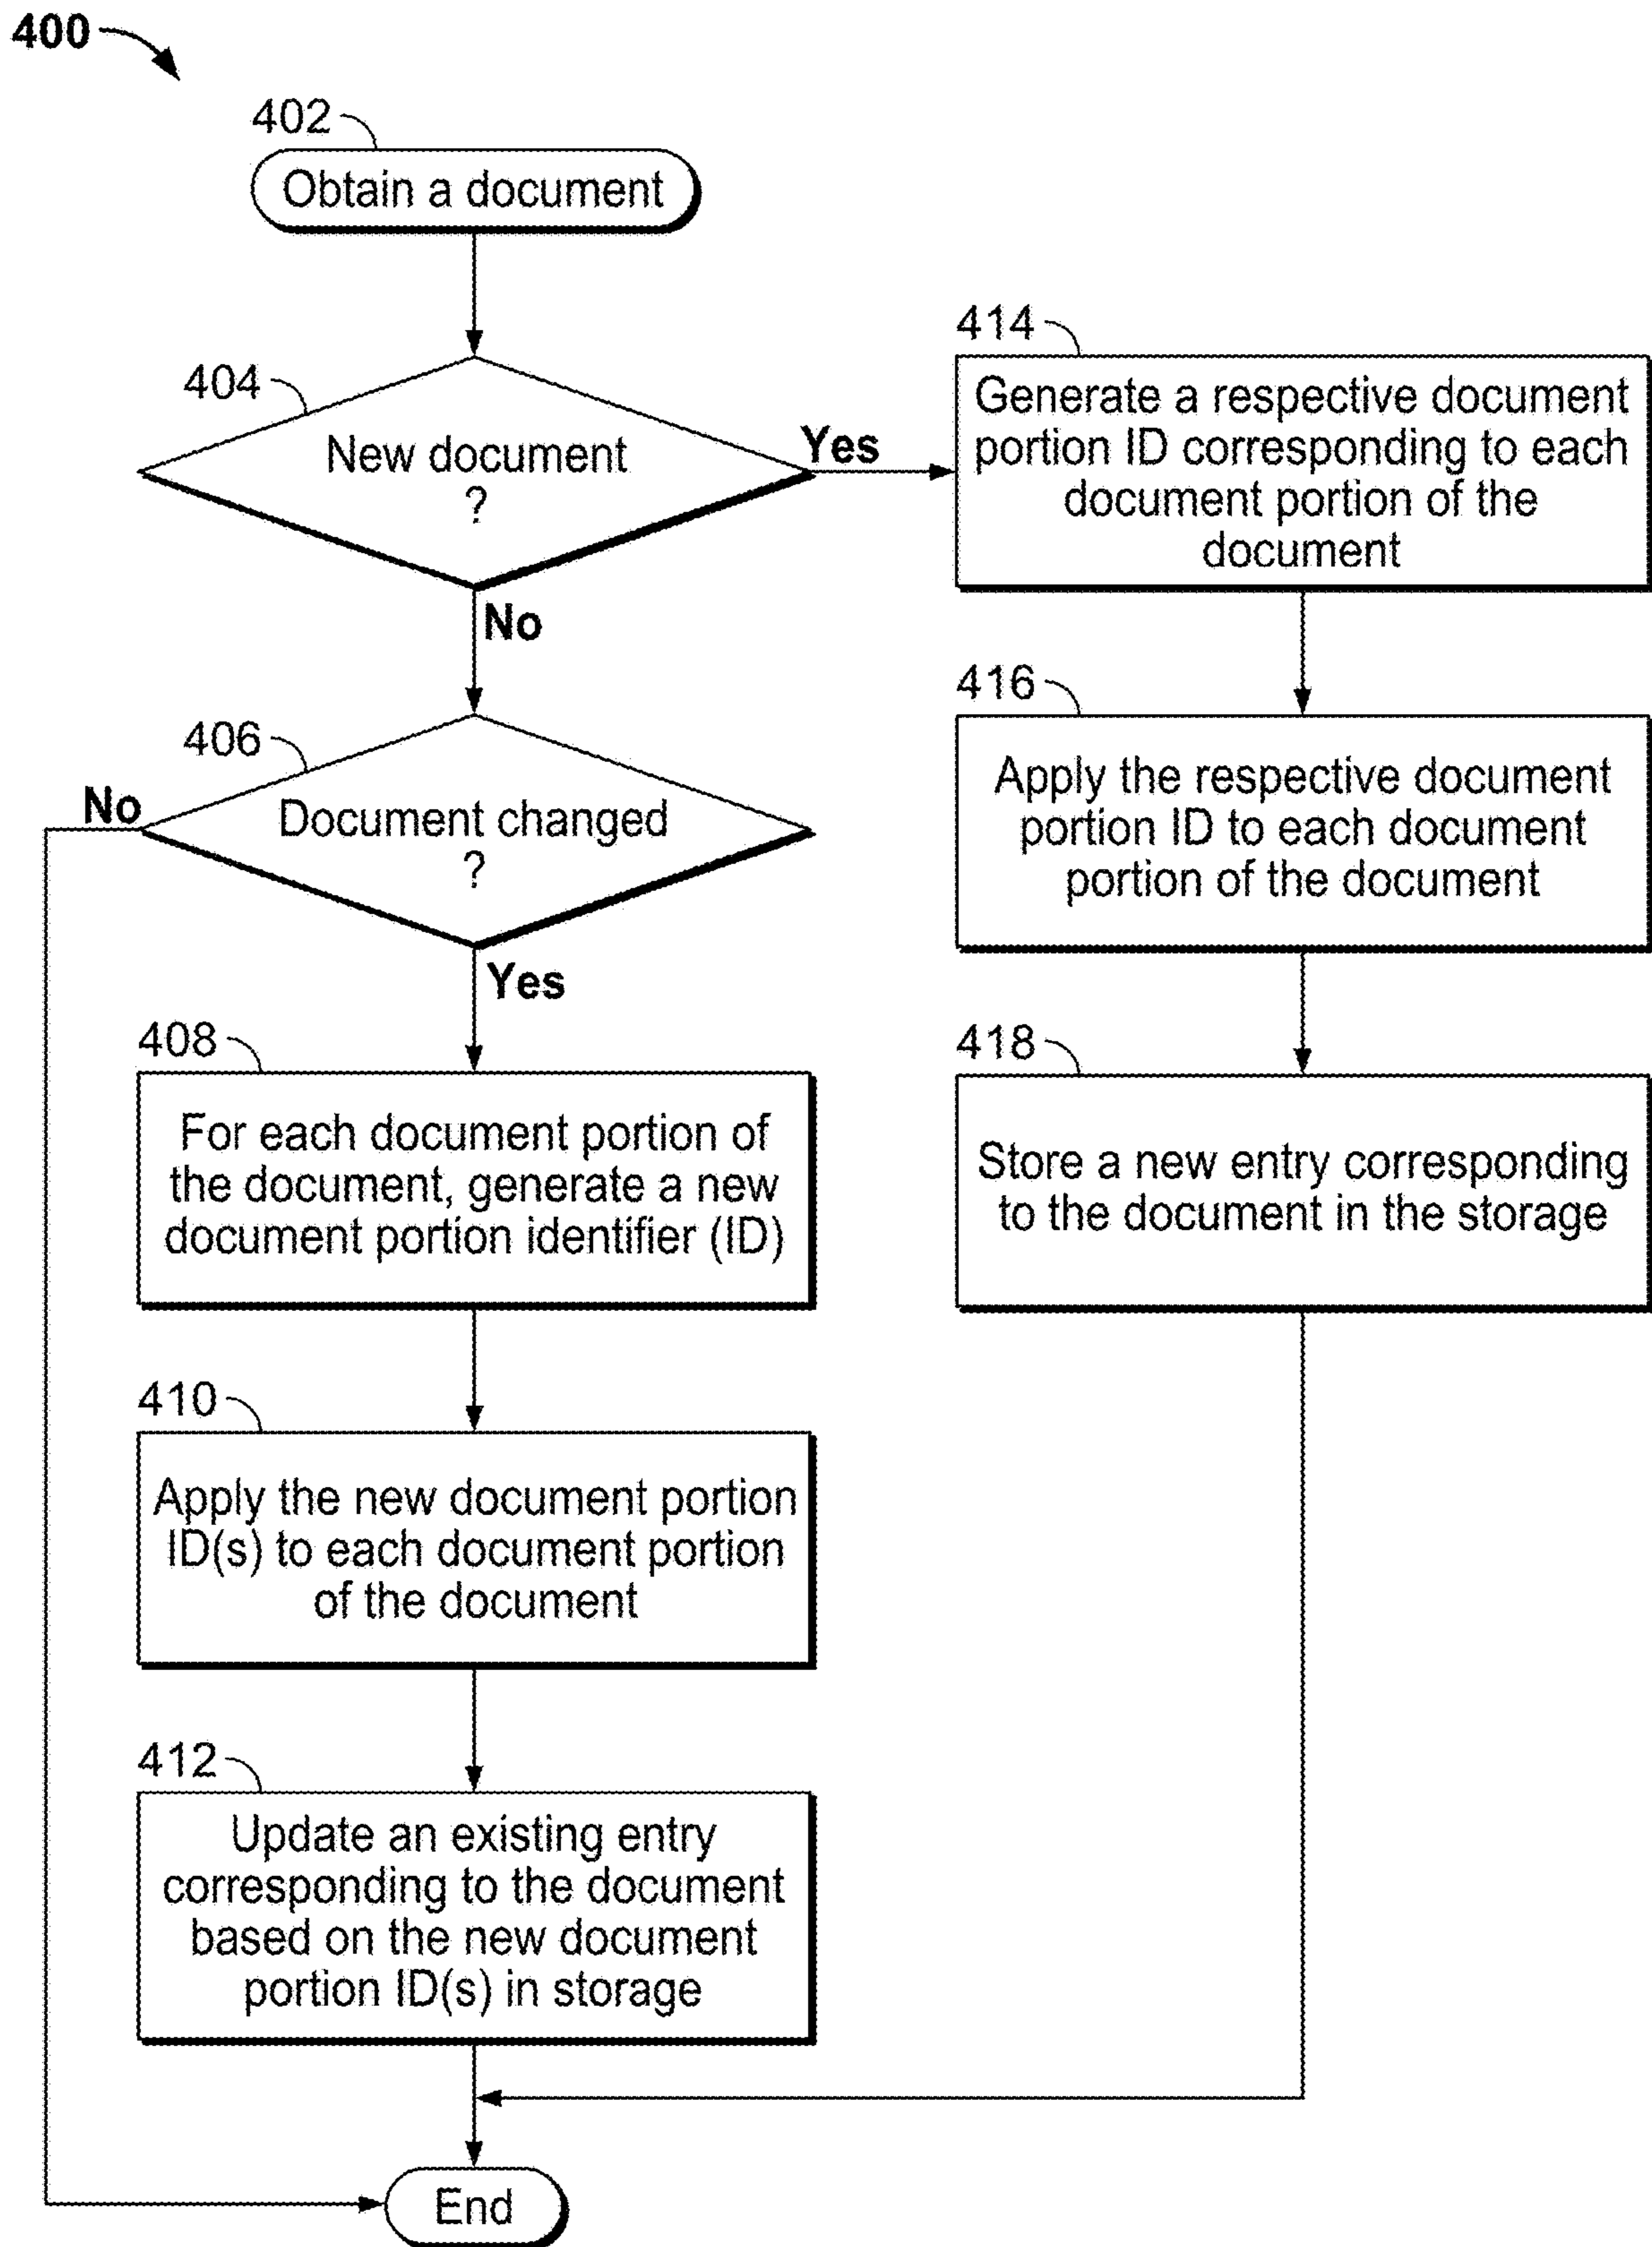 400
402
Obtain a document
404
New document
?
Yes
No
406
No
Document changed
?
Yes
408
For each document portion of
the document, generate a new
document portion identifier (ID)
410
Apply the new document portion
ID(s) to each document portion
of the document
412
Update an existing entry
corresponding to the document
based on the new document
portion ID(s) in storage
414
Generate a respective document
portion ID corresponding to each
document portion of the
document
416
Apply the respective document
portion ID to each document
portion of the document
418
Store a new entry corresponding
to the document in the storage
End